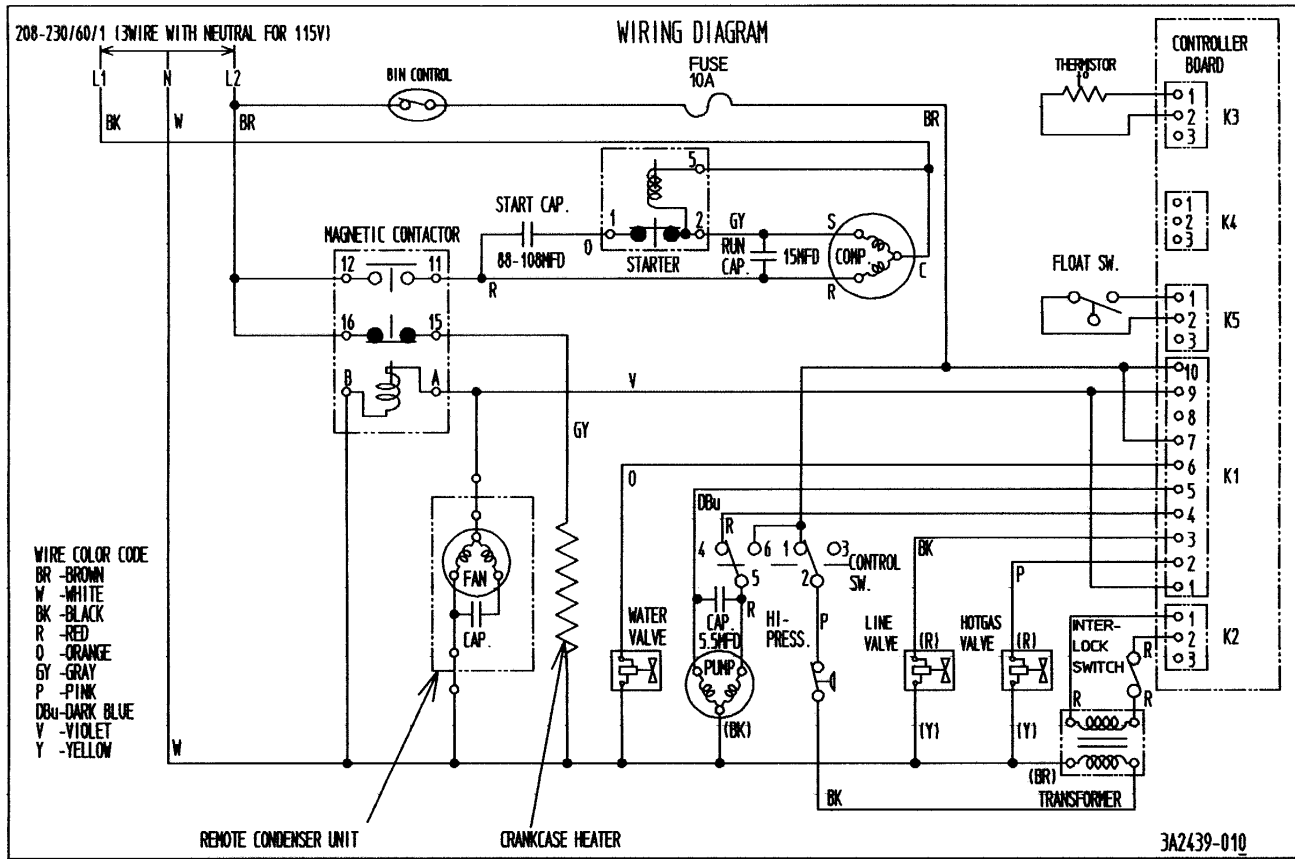 208-230/60/1 (3WIRE WITH NEUTRAL FOR 115V)
WIRING DIAGRAM
L1 N L2
BIN CONTROL
FUSE
10A
BK W BR
BR
THERMISTOR
t°
CONTROLLER
BOARD
1
2
3
K3
5
START CAP.
88-108MFD
O
1
2
STARTER
GY
RUN
CAP.
15MFD
S
COMP.
R
C
1
2
3
K4
MAGNETIC CONTACTOR
12
11
R
16
15
B
A
V
GY
FLOAT SW.
1
2
3
K5
10
9
8
7
6
5
4
3
2
1
K1
O
DBu
R
4
6
1
3
5
2
CONTROL
SW.
BK
P
R
P
CAP.
5.5MFD
HI-
PRESS.
WATER
VALVE
PUMP
(BK)
LINE
VALVE
(R)
(Y)
HOTGAS
VALVE
(R)
(Y)
INTER-
LOCK
SWITCH
1
2
3
K2
R
R
R
(BR)
BK
TRANSFORMER
FAN
CAP.
WIRE COLOR CODE
BR -BROWN
W -WHITE
BK -BLACK
R -RED
O -ORANGE
GY -GRAY
P -PINK
DBu-DARK BLUE
V -VIOLET
Y -YELLOW
W
REMOTE CONDENSER UNIT
CRANKCASE HEATER
3A2439-010